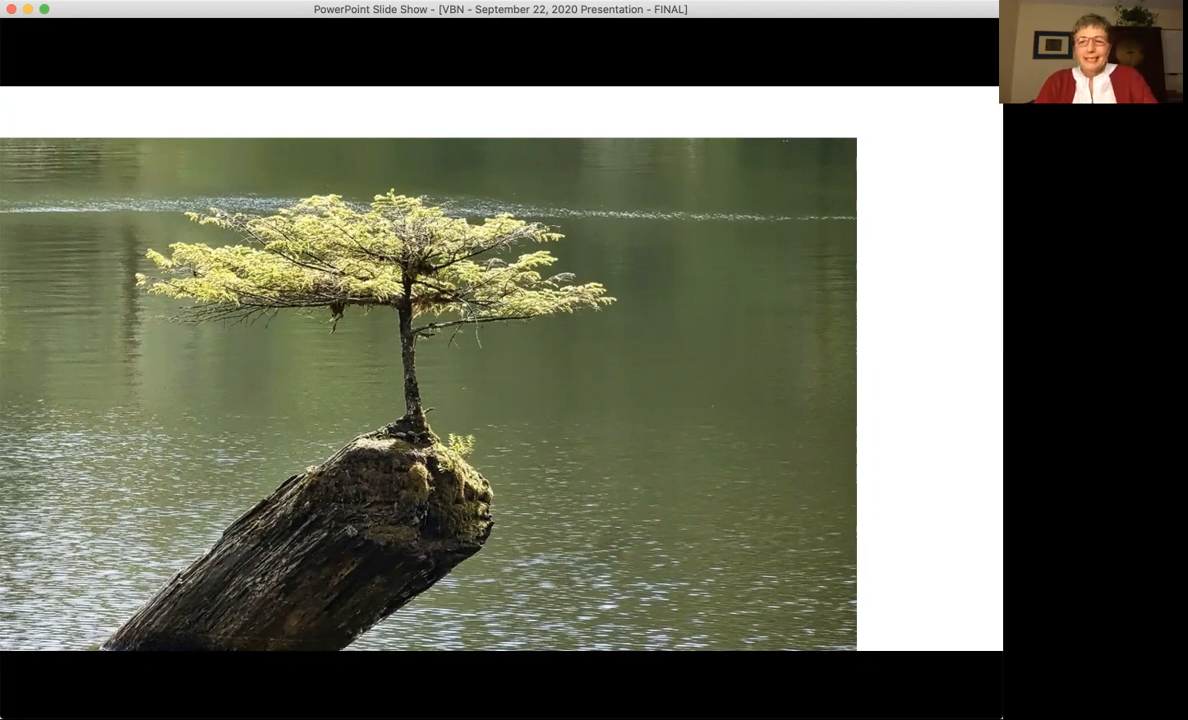 PowerPoint Slide Show - [VBN - September 22, 2020 Presentation - FINAL]